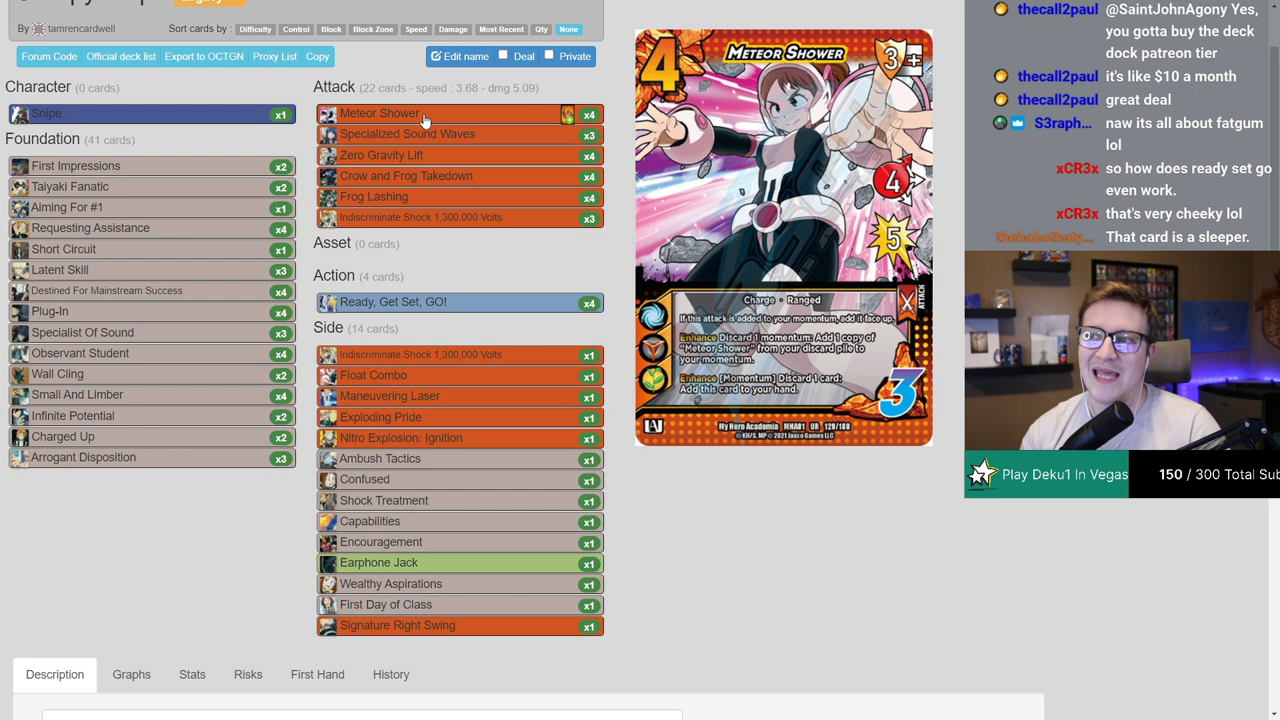 By tamrencardwell
Sort cards by : Difficulty Control Block Block Zone Speed Damage Most Recent Qty None
Forum Code Official deck list Export to OCTGN Proxy List Copy
Edit name Deal Private
Character (0 cards)
Snipe x1
Foundation (41 cards)
First Impressions x2
Taiyaki Fanatic x2
Aiming For #1 x1
Requesting Assistance x4
Short Circuit x1
Latent Skill x3
Destined For Mainstream Success x4
Plug-In x4
Specialist Of Sound x3
Observant Student x4
Wall Cling x2
Small And Limber x4
Infinite Potential x2
Charged Up x2
Arrogant Disposition x3
Attack (22 cards - speed : 3.68 - dmg 5.09)
Meteor Shower x4
Specialized Sound Waves x3
Zero Gravity Lift x4
Crow and Frog Takedown x4
Frog Lashing x4
Indiscriminate Shock 1,300,000 Volts x3
Asset (0 cards)
Action (4 cards)
Ready, Get Set, GO! x4
Side (14 cards)
Indiscriminate Shock 1,300,000 Volts x1
Float Combo x1
Maneuvering Laser x1
Exploding Pride x1
Nitro Explosion: Ignition x1
Ambush Tactics x1
Confused x1
Shock Treatment x1
Capabilities x1
Encouragement x1
Earphone Jack x1
Wealthy Aspirations x1
First Day of Class x1
Signature Right Swing x1
Description Graphs Stats Risks First Hand History
4 Meteor Shower 3+
4
5
ATTACK
Charge • Ranged
If this attack is added to your momentum, add it face up.
Enhance Discard 1 momentum: Add 1 copy of
"Meteor Shower" from your discard pile to
your momentum.
Enhance [Momentum] Discard 1 card:
Add this card to your hand.
3
My Hero Academia MHA01 UR 129/180
© KH/S, MP © 2021 Jasco Games LLC
thecall2paul @SaintJohnAgony Yes,
you gotta buy the deck
dock patreon tier
thecall2paul it's like $10 a month
thecall2paul great deal
S3raph... naw its all about fatgum
lol
xCR3x so how does ready set go
even work.
xCR3x that's very cheeky lol
That card is a sleeper.
Play Deku1 In Vegas 150 / 300 Total Sub